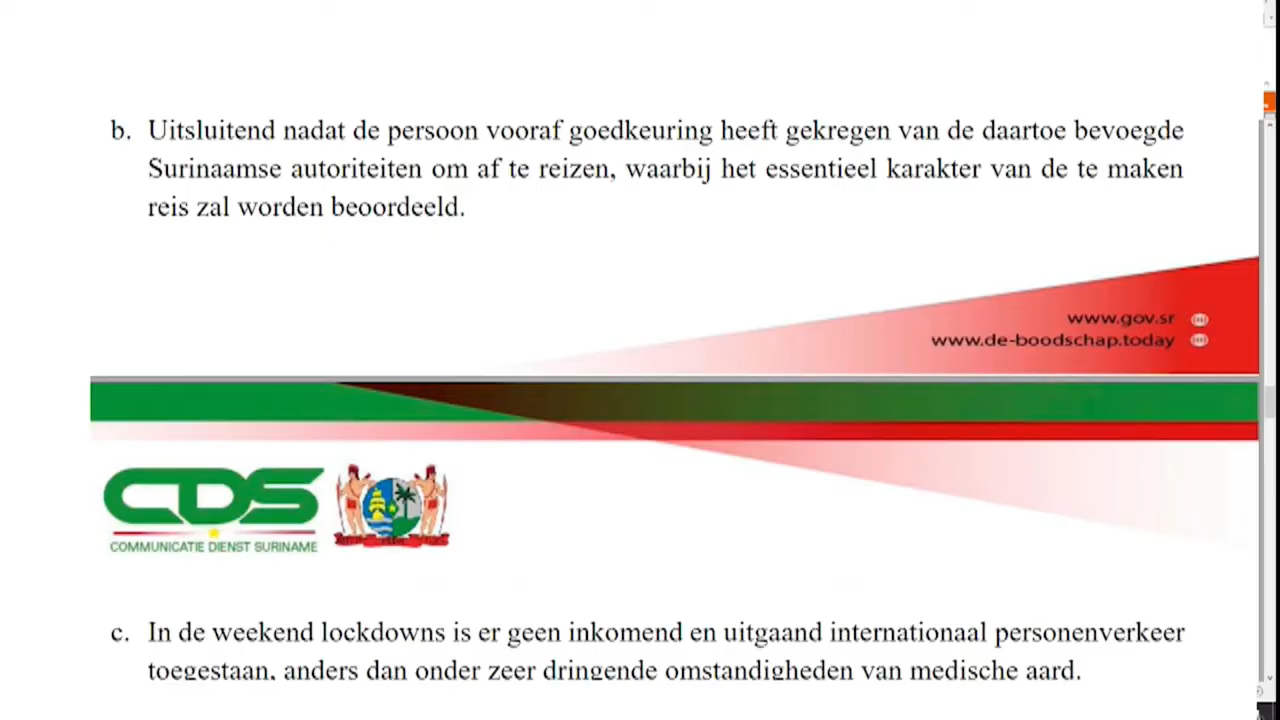 b. Uitsluitend nadat de persoon vooraf goedkeuring heeft gekregen van de daartoe bevoegde
Surinaamse autoriteiten om af te reizen, waarbij het essentieel karakter van de te maken
reis zal worden beoordeeld.
www.gov.sr
www.de-boodschap.today
CDS
COMMUNICATIE DIENST SURINAME
c. In de weekend lockdowns is er geen inkomend en uitgaand internationaal personenverkeer
toegestaan, anders dan onder zeer dringende omstandigheden van medische aard.